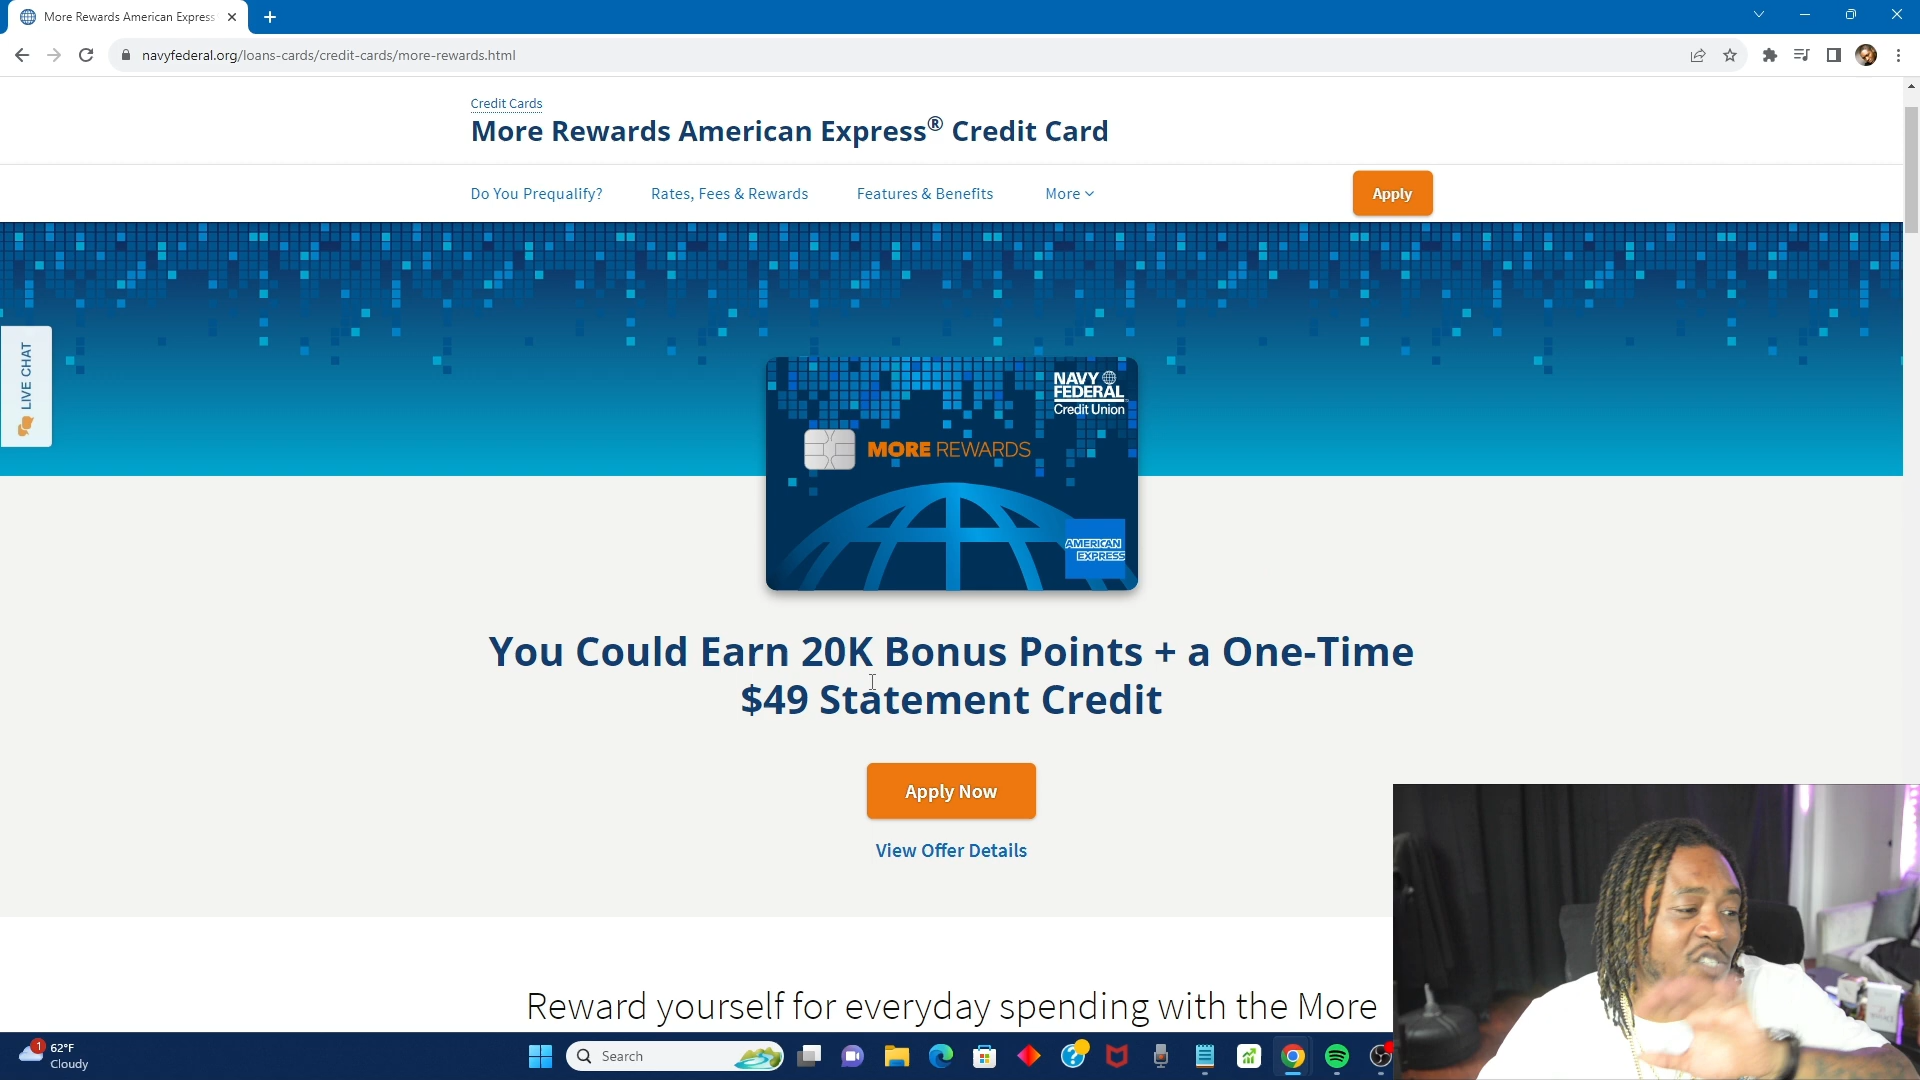 More Rewards American Express
navyfederal.org/loans-cards/credit-cards/more-rewards.html
Credit Cards
More Rewards American Express® Credit Card
Do You Prequalify?
Rates, Fees & Rewards
Features & Benefits
More
Apply
LIVE CHAT
NAVY
FEDERAL
Credit Union
MORE REWARDS
AMERICAN
EXPRESS
You Could Earn 20K Bonus Points + a One-Time
$49 Statement Credit
Apply Now
View Offer Details
Reward yourself for everyday spending with the More
1
62°F
Cloudy
Search